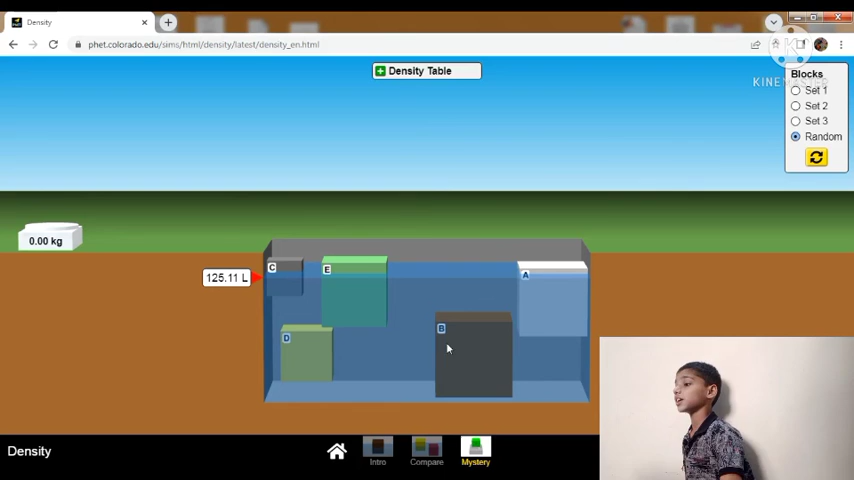 Density
phet.colorado.edu/sims/html/density/latest/density_en.html
Density Table
Blocks
Set 1
Set 2
Set 3
Random
KINEMASTER
K
0.00 kg
125.11 L
C
E
A
D
B
Density
Intro
Compare
Mystery